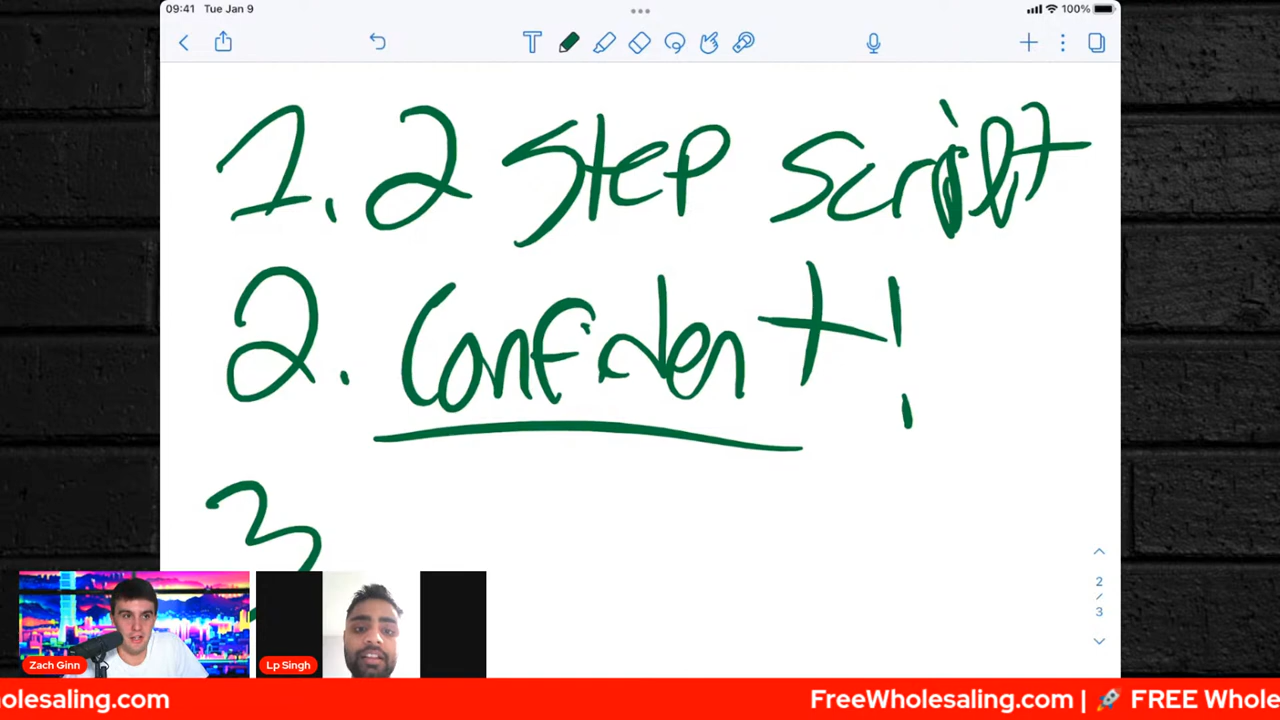 09:41 Tue Jan 9
100%
T
1. 2 step script
2. Confident!
3
2
3
Zach Ginn
Lp Singh
holesaling.com
FreeWholesaling.com | 🚀 FREE Whole